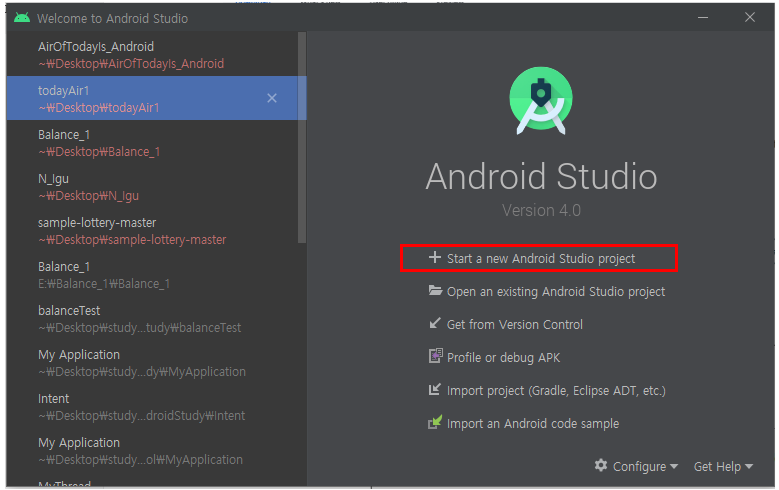 Welcome to Android Studio
AirOfTodayIs_Android
~₩Desktop₩AirOfTodayIs_Android
todayAir1
~₩Desktop₩todayAir1
Balance_1
~₩Desktop₩Balance_1
N_Igu
~₩Desktop₩N_Igu
sample-lottery-master
~₩Desktop₩sample-lottery-master
Balance_1
E:₩Balance_1₩Balance_1
balanceTest
~₩Desktop₩study...tudy₩balanceTest
My Application
~₩Desktop₩study...dy₩MyApplication
Intent
~₩Desktop₩study...droidStudy₩Intent
My Application
~₩Desktop₩study...ol₩MyApplication
MyThread
Android Studio
Version 4.0
Start a new Android Studio project
Open an existing Android Studio project
Get from Version Control
Profile or debug APK
Import project (Gradle, Eclipse ADT, etc.)
Import an Android code sample
Configure
Get Help